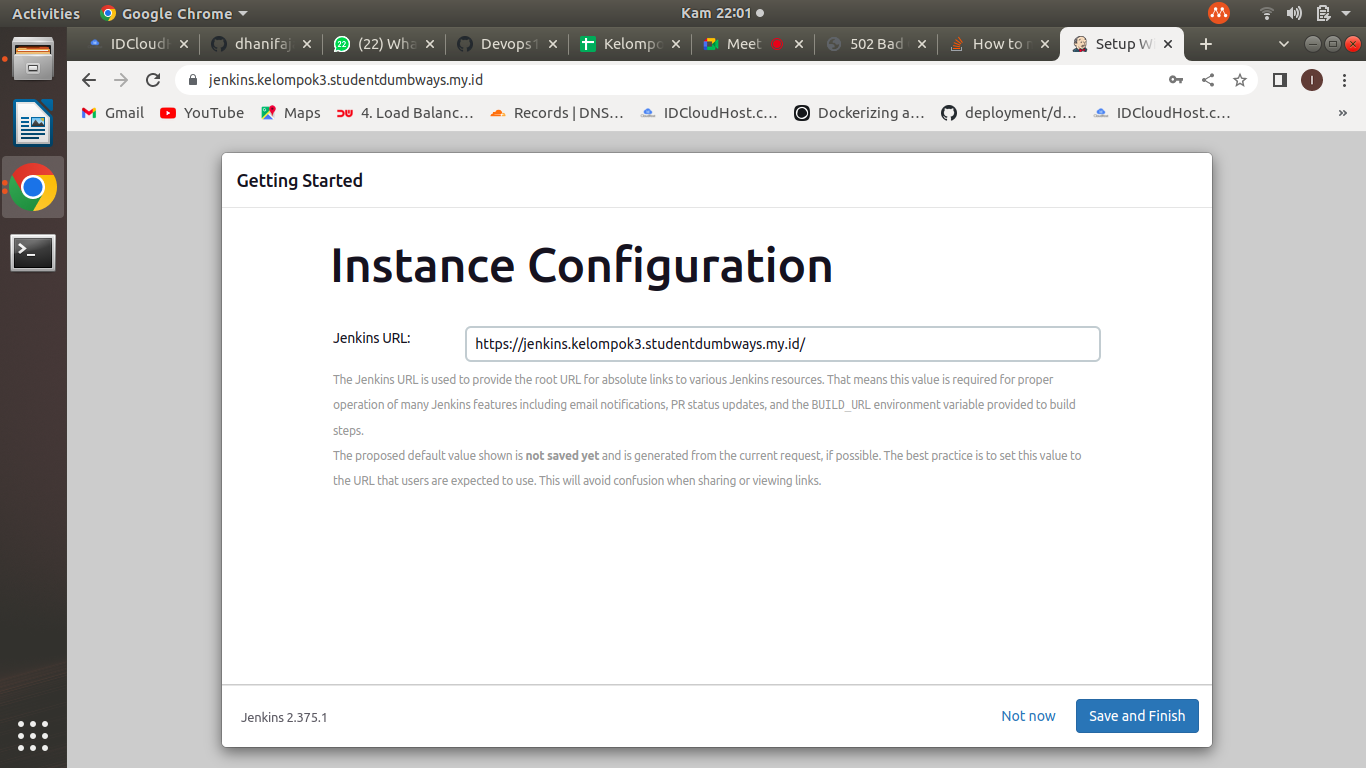 Activities Google Chrome Kam 22:01
IDCloudH dhanifaj (22) Wha Devops1 Kelompo Meet 502 Bad How to r Setup Wi
jenkins.kelompok3.studentdumbways.my.id I
Gmail YouTube Maps 4. Load Balanc… Records | DNS… IDCloudHost.c… Dockerizing a… deployment/d… IDCloudHost.c… »
Getting Started
Instance Configuration
Jenkins URL: https://jenkins.kelompok3.studentdumbways.my.id/
The Jenkins URL is used to provide the root URL for absolute links to various Jenkins resources. That means this value is required for proper
operation of many Jenkins features including email notifications, PR status updates, and the BUILD_URL environment variable provided to build
steps.
The proposed default value shown is not saved yet and is generated from the current request, if possible. The best practice is to set this value to
the URL that users are expected to use. This will avoid confusion when sharing or viewing links.
Jenkins 2.375.1 Not now Save and Finish